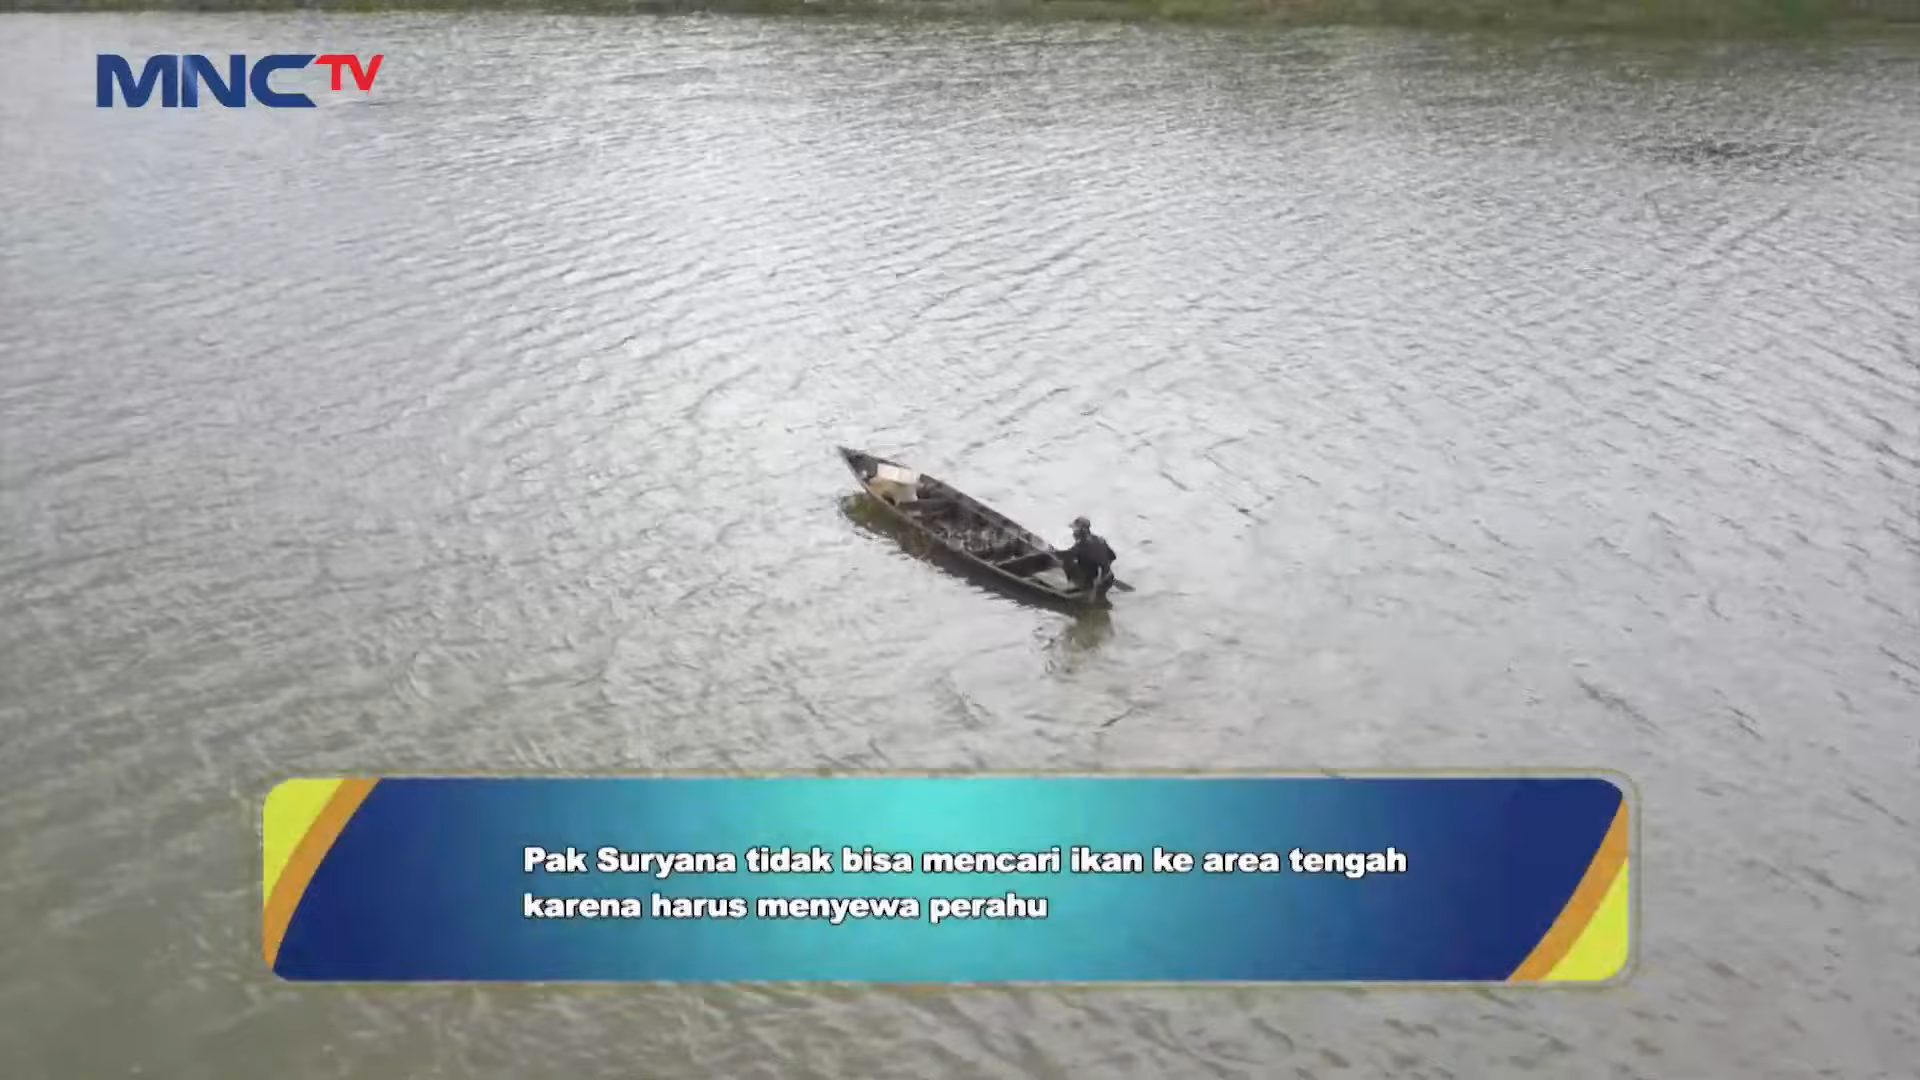 MNCTV
Pak Suryana tidak bisa mencari ikan ke area tengah
karena harus menyewa perahu